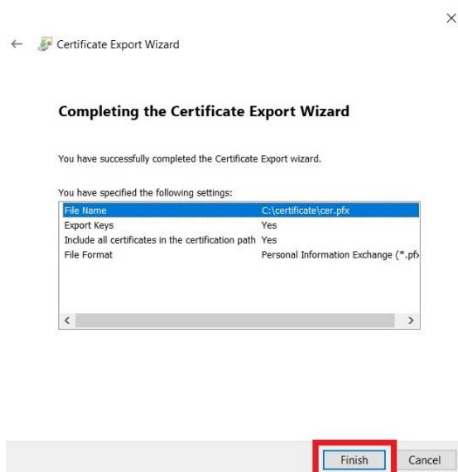 Certificate Export Wizard
Completing the Certificate Export Wizard
You have successfully completed the Certificate Export wizard.
You have specified the following settings:
File Name C:\certificate\cer.pfx
Export Keys Yes
Include all certificates in the certification path Yes
File Format Personal Information Exchange (*.pf
Finish Cancel